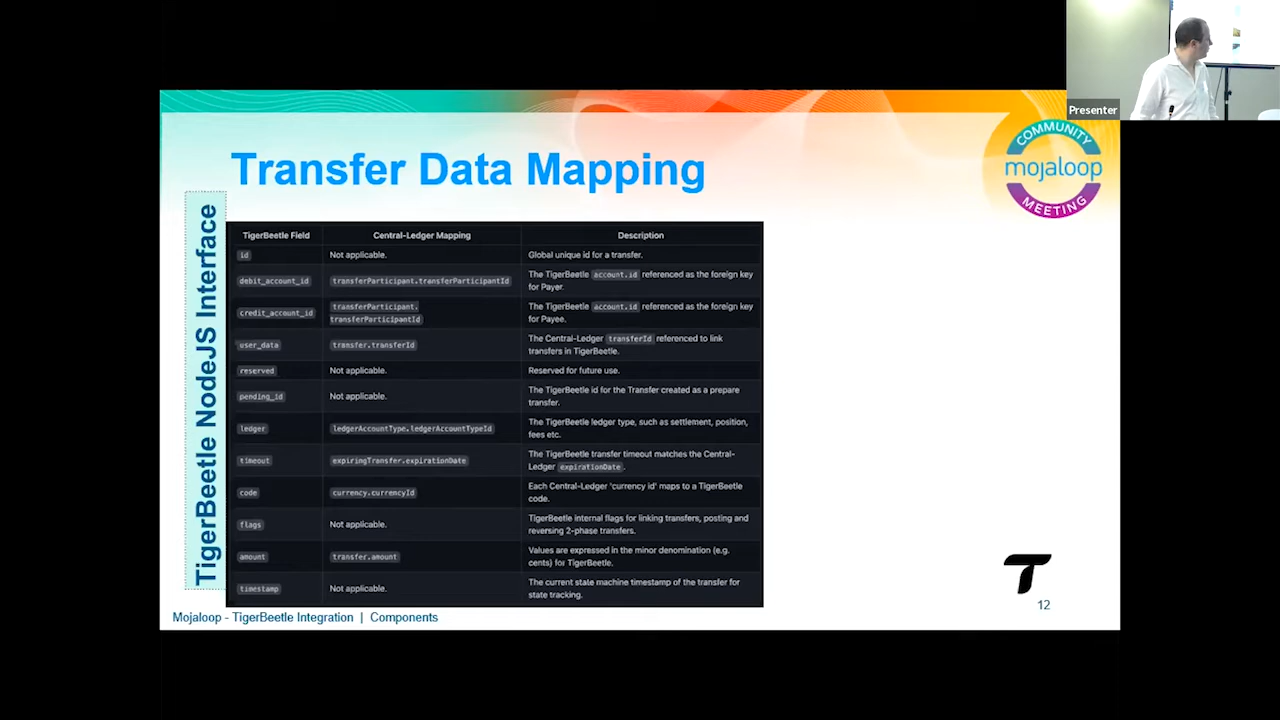 Presenter
COMMUNITY
mojaloop
MEETING
Transfer Data Mapping
TigerBeetle NodeJS Interface
TigerBeetle Field Central-Ledger Mapping Description
id Not applicable. Global unique id for a transfer.
debit_account_id transferParticipant.transferParticipantId The TigerBeetle account.id referenced as the foreign key
for Payer.
credit_account_id transferParticipant.
transferParticipantId The TigerBeetle account.id referenced as the foreign key
for Payee.
user_data transfer.transferId The Central-Ledger transferId referenced to link
transfers in TigerBeetle.
reserved Not applicable. Reserved for future use.
pending_id Not applicable. The TigerBeetle id for the Transfer created as a prepare
transfer.
ledger ledgerAccountType.ledgerAccountTypeId The TigerBeetle ledger type, such as settlement, position,
fees etc.
timeout expiringTransfer.expirationDate The TigerBeetle transfer timeout matches the Central-
Ledger expirationDate.
code currency.currencyId Each Central-Ledger 'currency id' maps to a TigerBeetle
code.
flags Not applicable. TigerBeetle internal flags for linking transfers, posting and
reversing 2-phase transfers.
amount transfer.amount Values are expressed in the minor denomination (e.g.
cents) for TigerBeetle.
timestamp Not applicable. The current state machine timestamp of the transfer for
state tracking.
12
Mojaloop - TigerBeetle Integration | Components